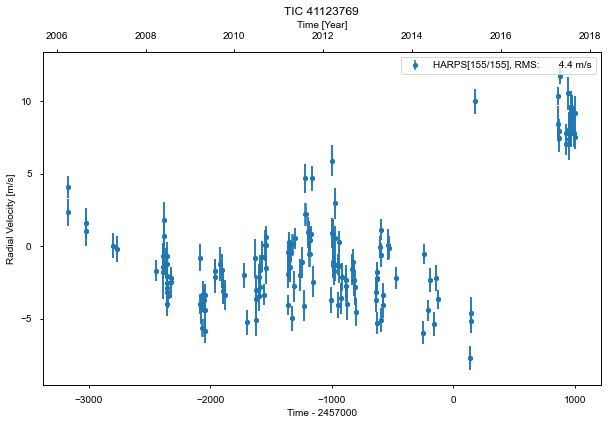 TIC 41123769
Time [Year]
2006 2008 2010 2012 2014 2016 2018
HARPS[155/155], RMS: 4.4 m/s
10
5
0
−5
Radial Velocity [m/s]
−3000 −2000 −1000 0 1000
Time - 2457000